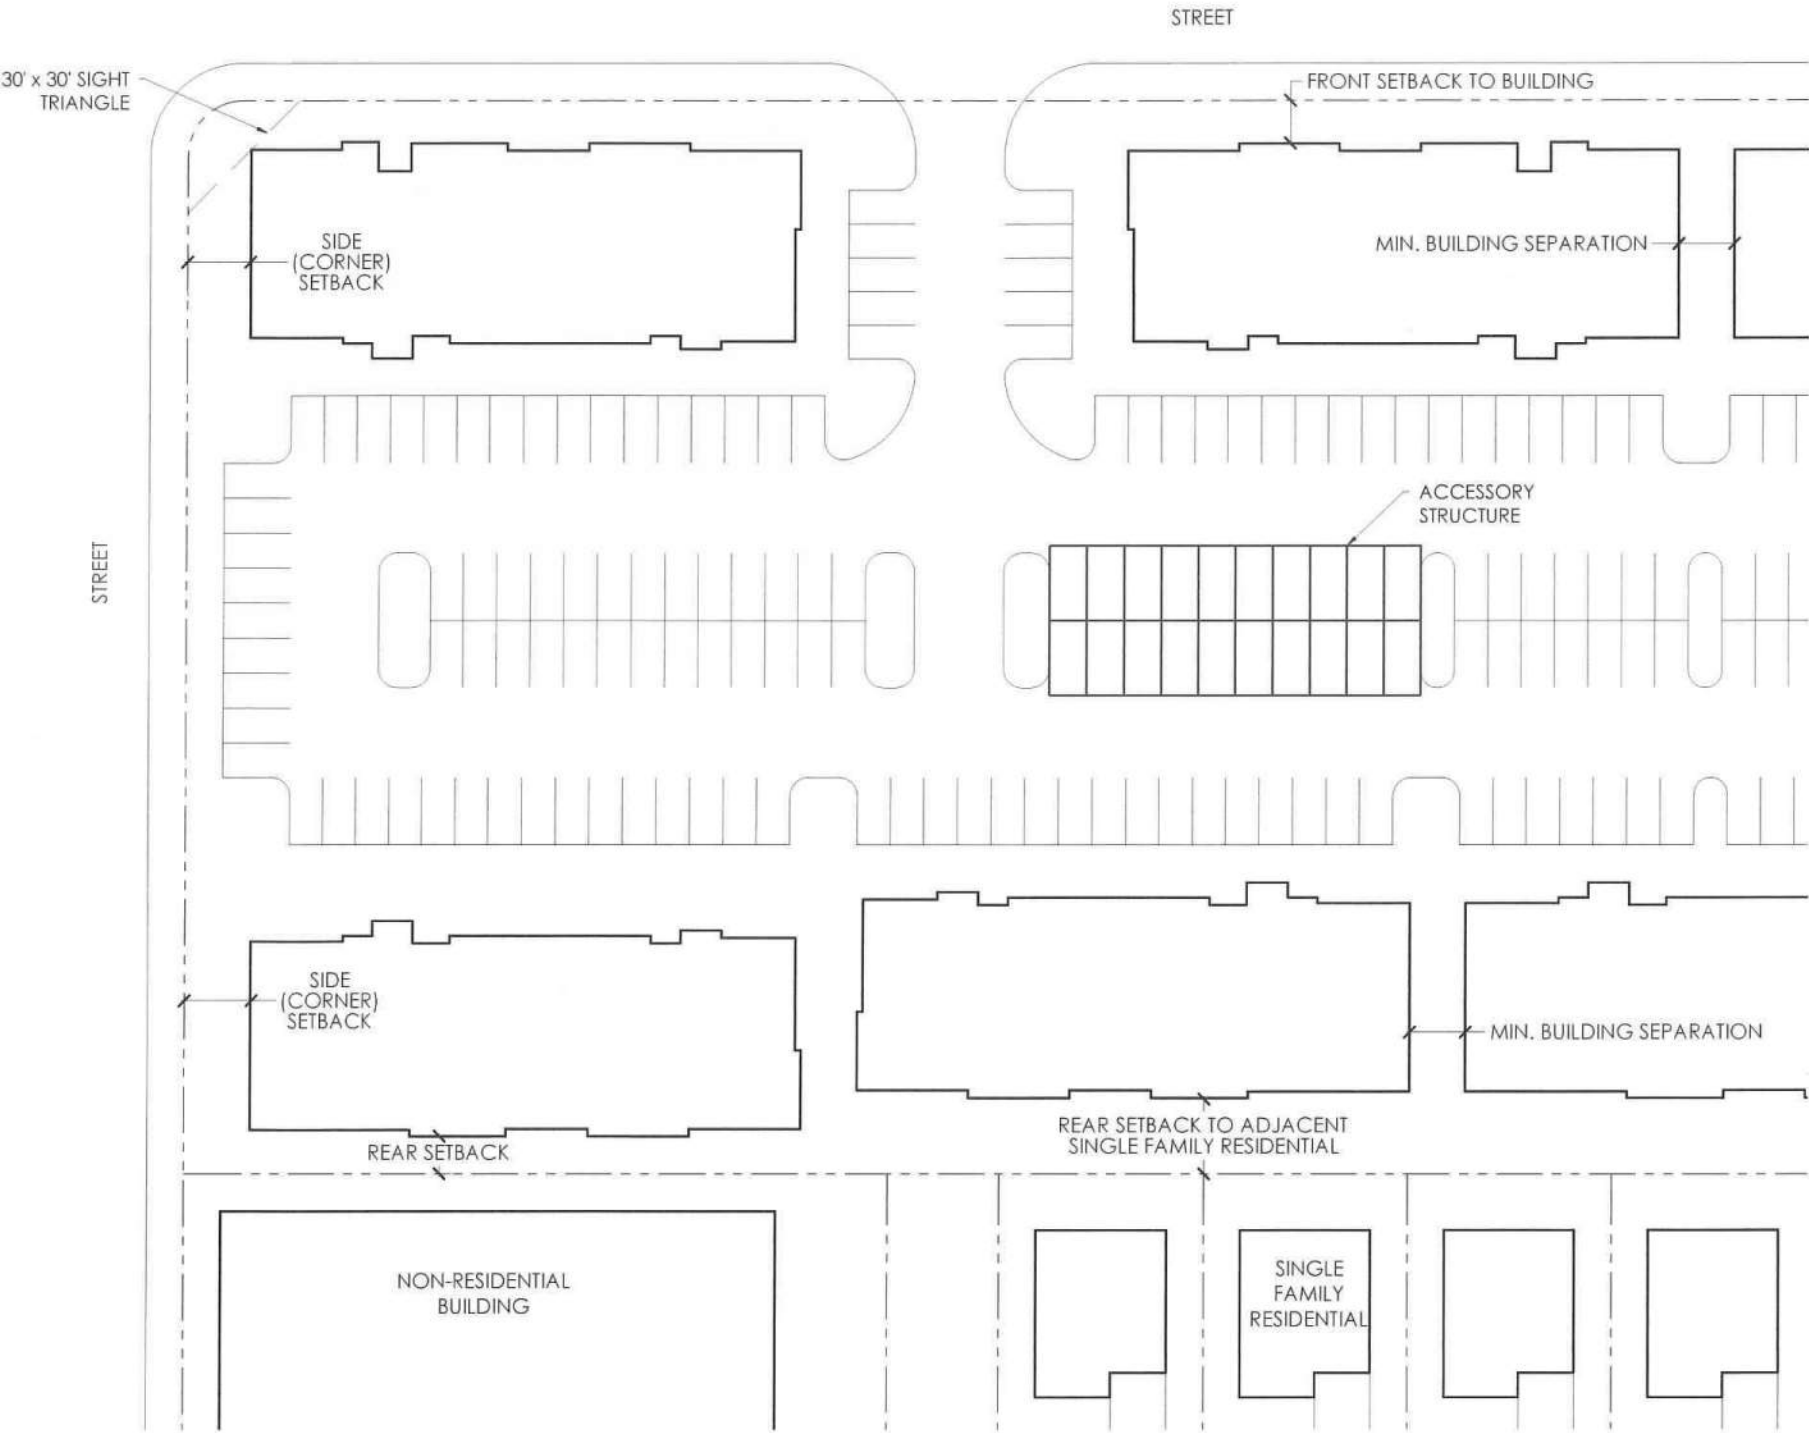 STREET
30' x 30' SIGHT
TRIANGLE
FRONT SETBACK TO BUILDING
SIDE
(CORNER)
SETBACK
MIN. BUILDING SEPARATION
ACCESSORY
STRUCTURE
STREET
SIDE
(CORNER)
SETBACK
MIN. BUILDING SEPARATION
REAR SETBACK TO ADJACENT
SINGLE FAMILY RESIDENTIAL
REAR SETBACK
NON-RESIDENTIAL
BUILDING
SINGLE
FAMILY
RESIDENTIAL